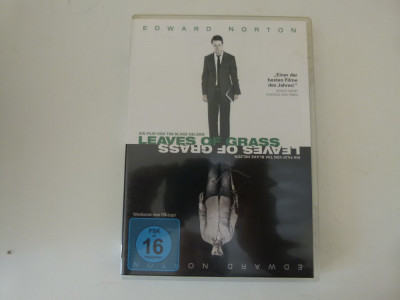 EDWARD NORTON
„Einer der
besten Filme
des Jahres!“
EIN FILM VON TIM BLAKE NELSON
LEAVES OF GRASS
LEAVES OF GRASS
EIN FILM VON TIM BLAKE NELSON
FSK
ab
16
EDWARD NORTON